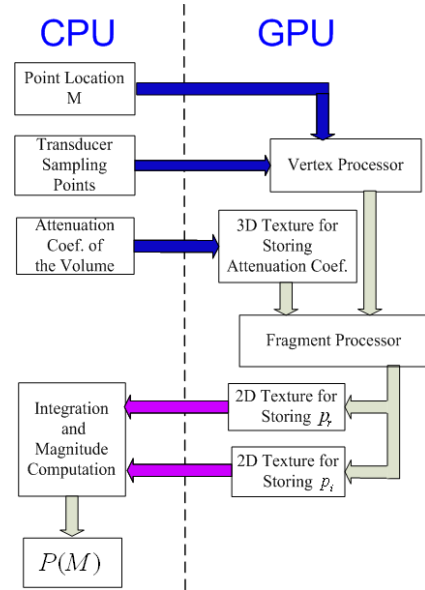 CPU
GPU
Point Location
M
Transducer
Sampling
Points
Vertex Processor
Attenuation
Coef. of
the Volume
3D Texture for
Storing
Attenuation Coef.
Fragment Processor
Integration
and
Magnitude
Computation
2D Texture for
Storing p_r
2D Texture for
Storing p_i
P(M)